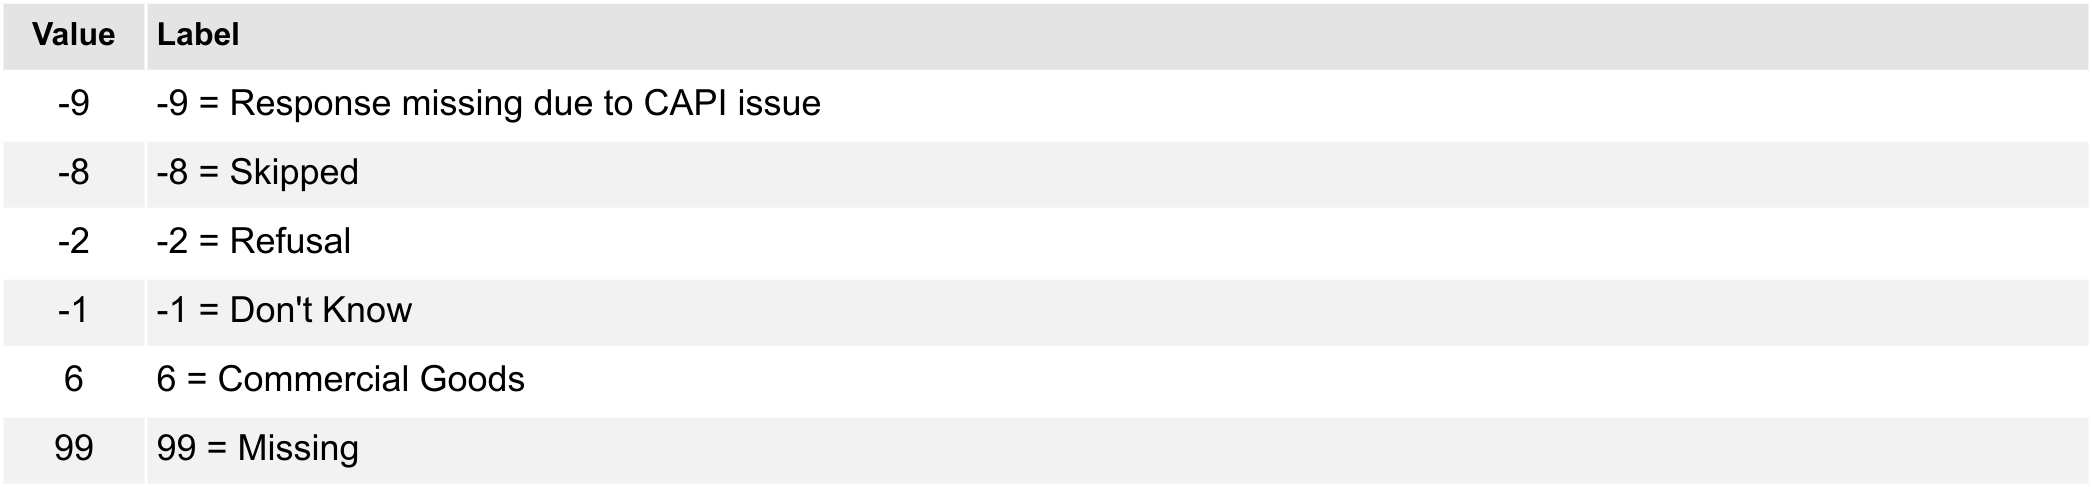 Value Label
-9 -9 = Response missing due to CAPI issue
-8 -8 = Skipped
-2 -2 = Refusal
-1 -1 = Don't Know
6 6 = Commercial Goods
99 99 = Missing